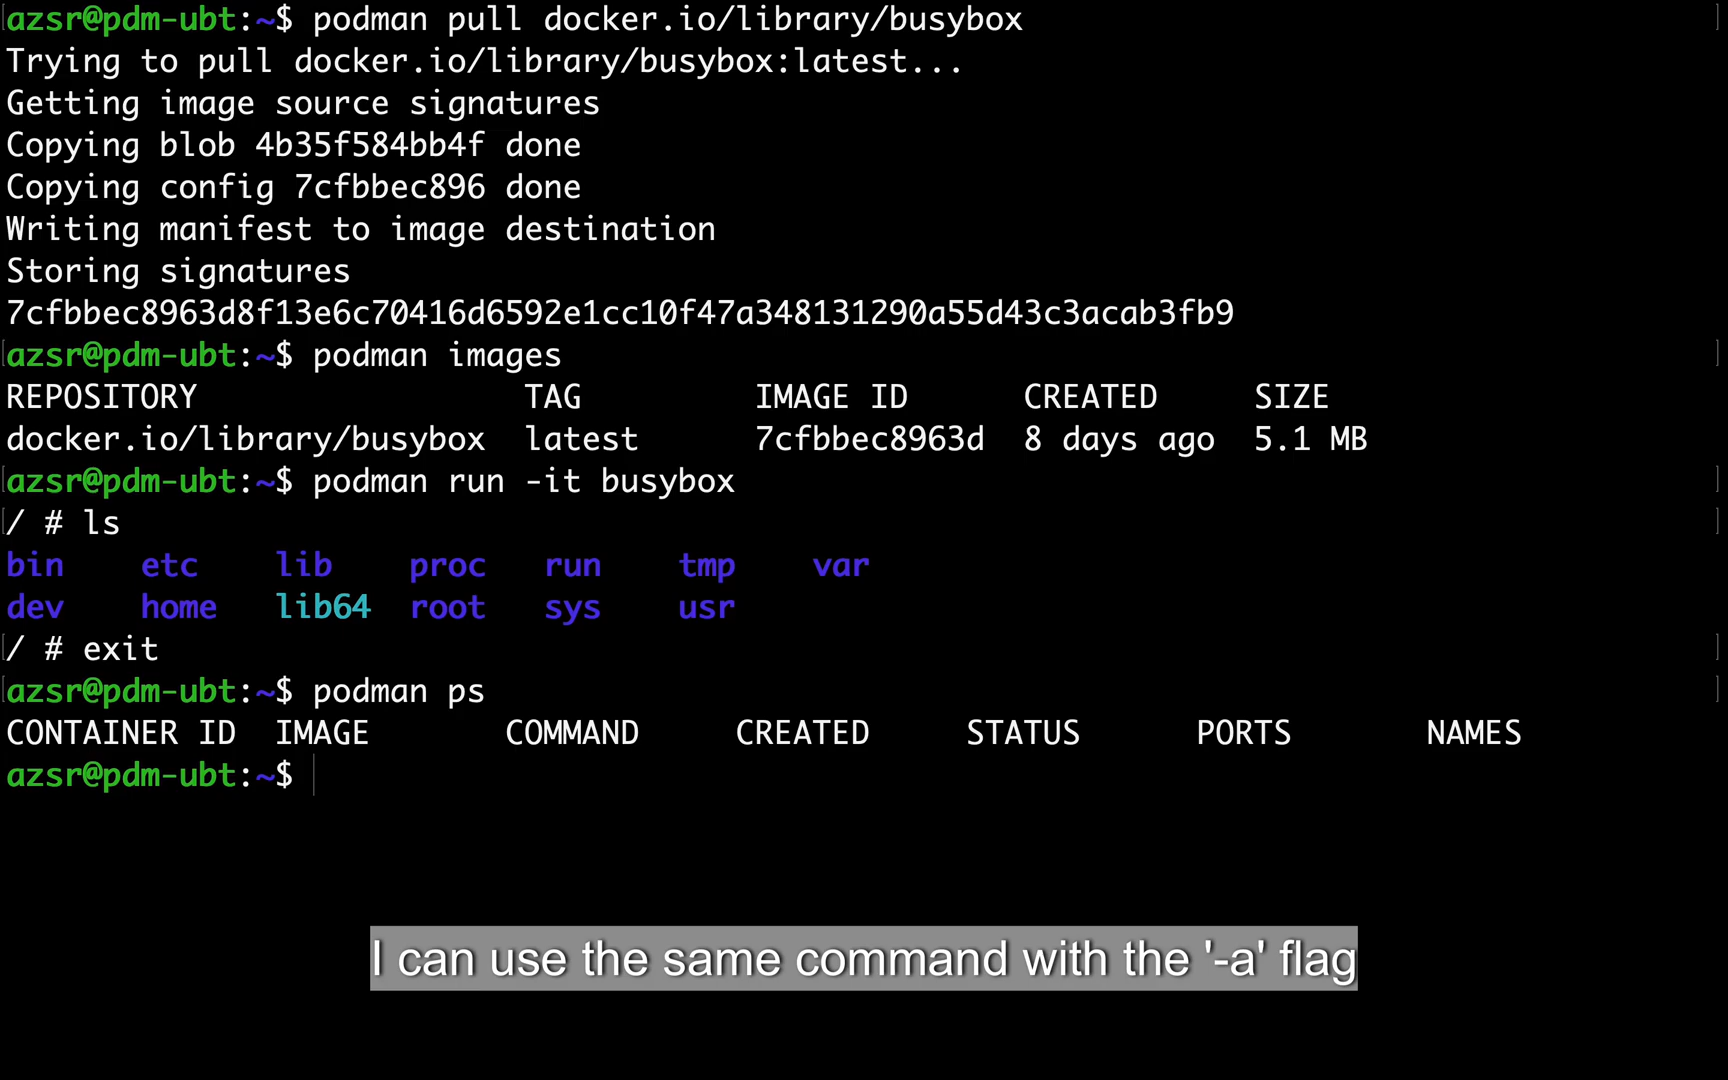 azsr@pdm-ubt:~$ podman pull docker.io/library/busybox
Trying to pull docker.io/library/busybox:latest...
Getting image source signatures
Copying blob 4b35f584bb4f done
Copying config 7cfbbec896 done
Writing manifest to image destination
Storing signatures
7cfbbec8963d8f13e6c70416d6592e1cc10f47a348131290a55d43c3acab3fb9
azsr@pdm-ubt:~$ podman images
REPOSITORY TAG IMAGE ID CREATED SIZE
docker.io/library/busybox latest 7cfbbec8963d 8 days ago 5.1 MB
azsr@pdm-ubt:~$ podman run -it busybox
/ # ls
bin etc lib proc run tmp var
dev home lib64 root sys usr
/ # exit
azsr@pdm-ubt:~$ podman ps
CONTAINER ID IMAGE COMMAND CREATED STATUS PORTS NAMES
azsr@pdm-ubt:~$
I can use the same command with the '-a' flag